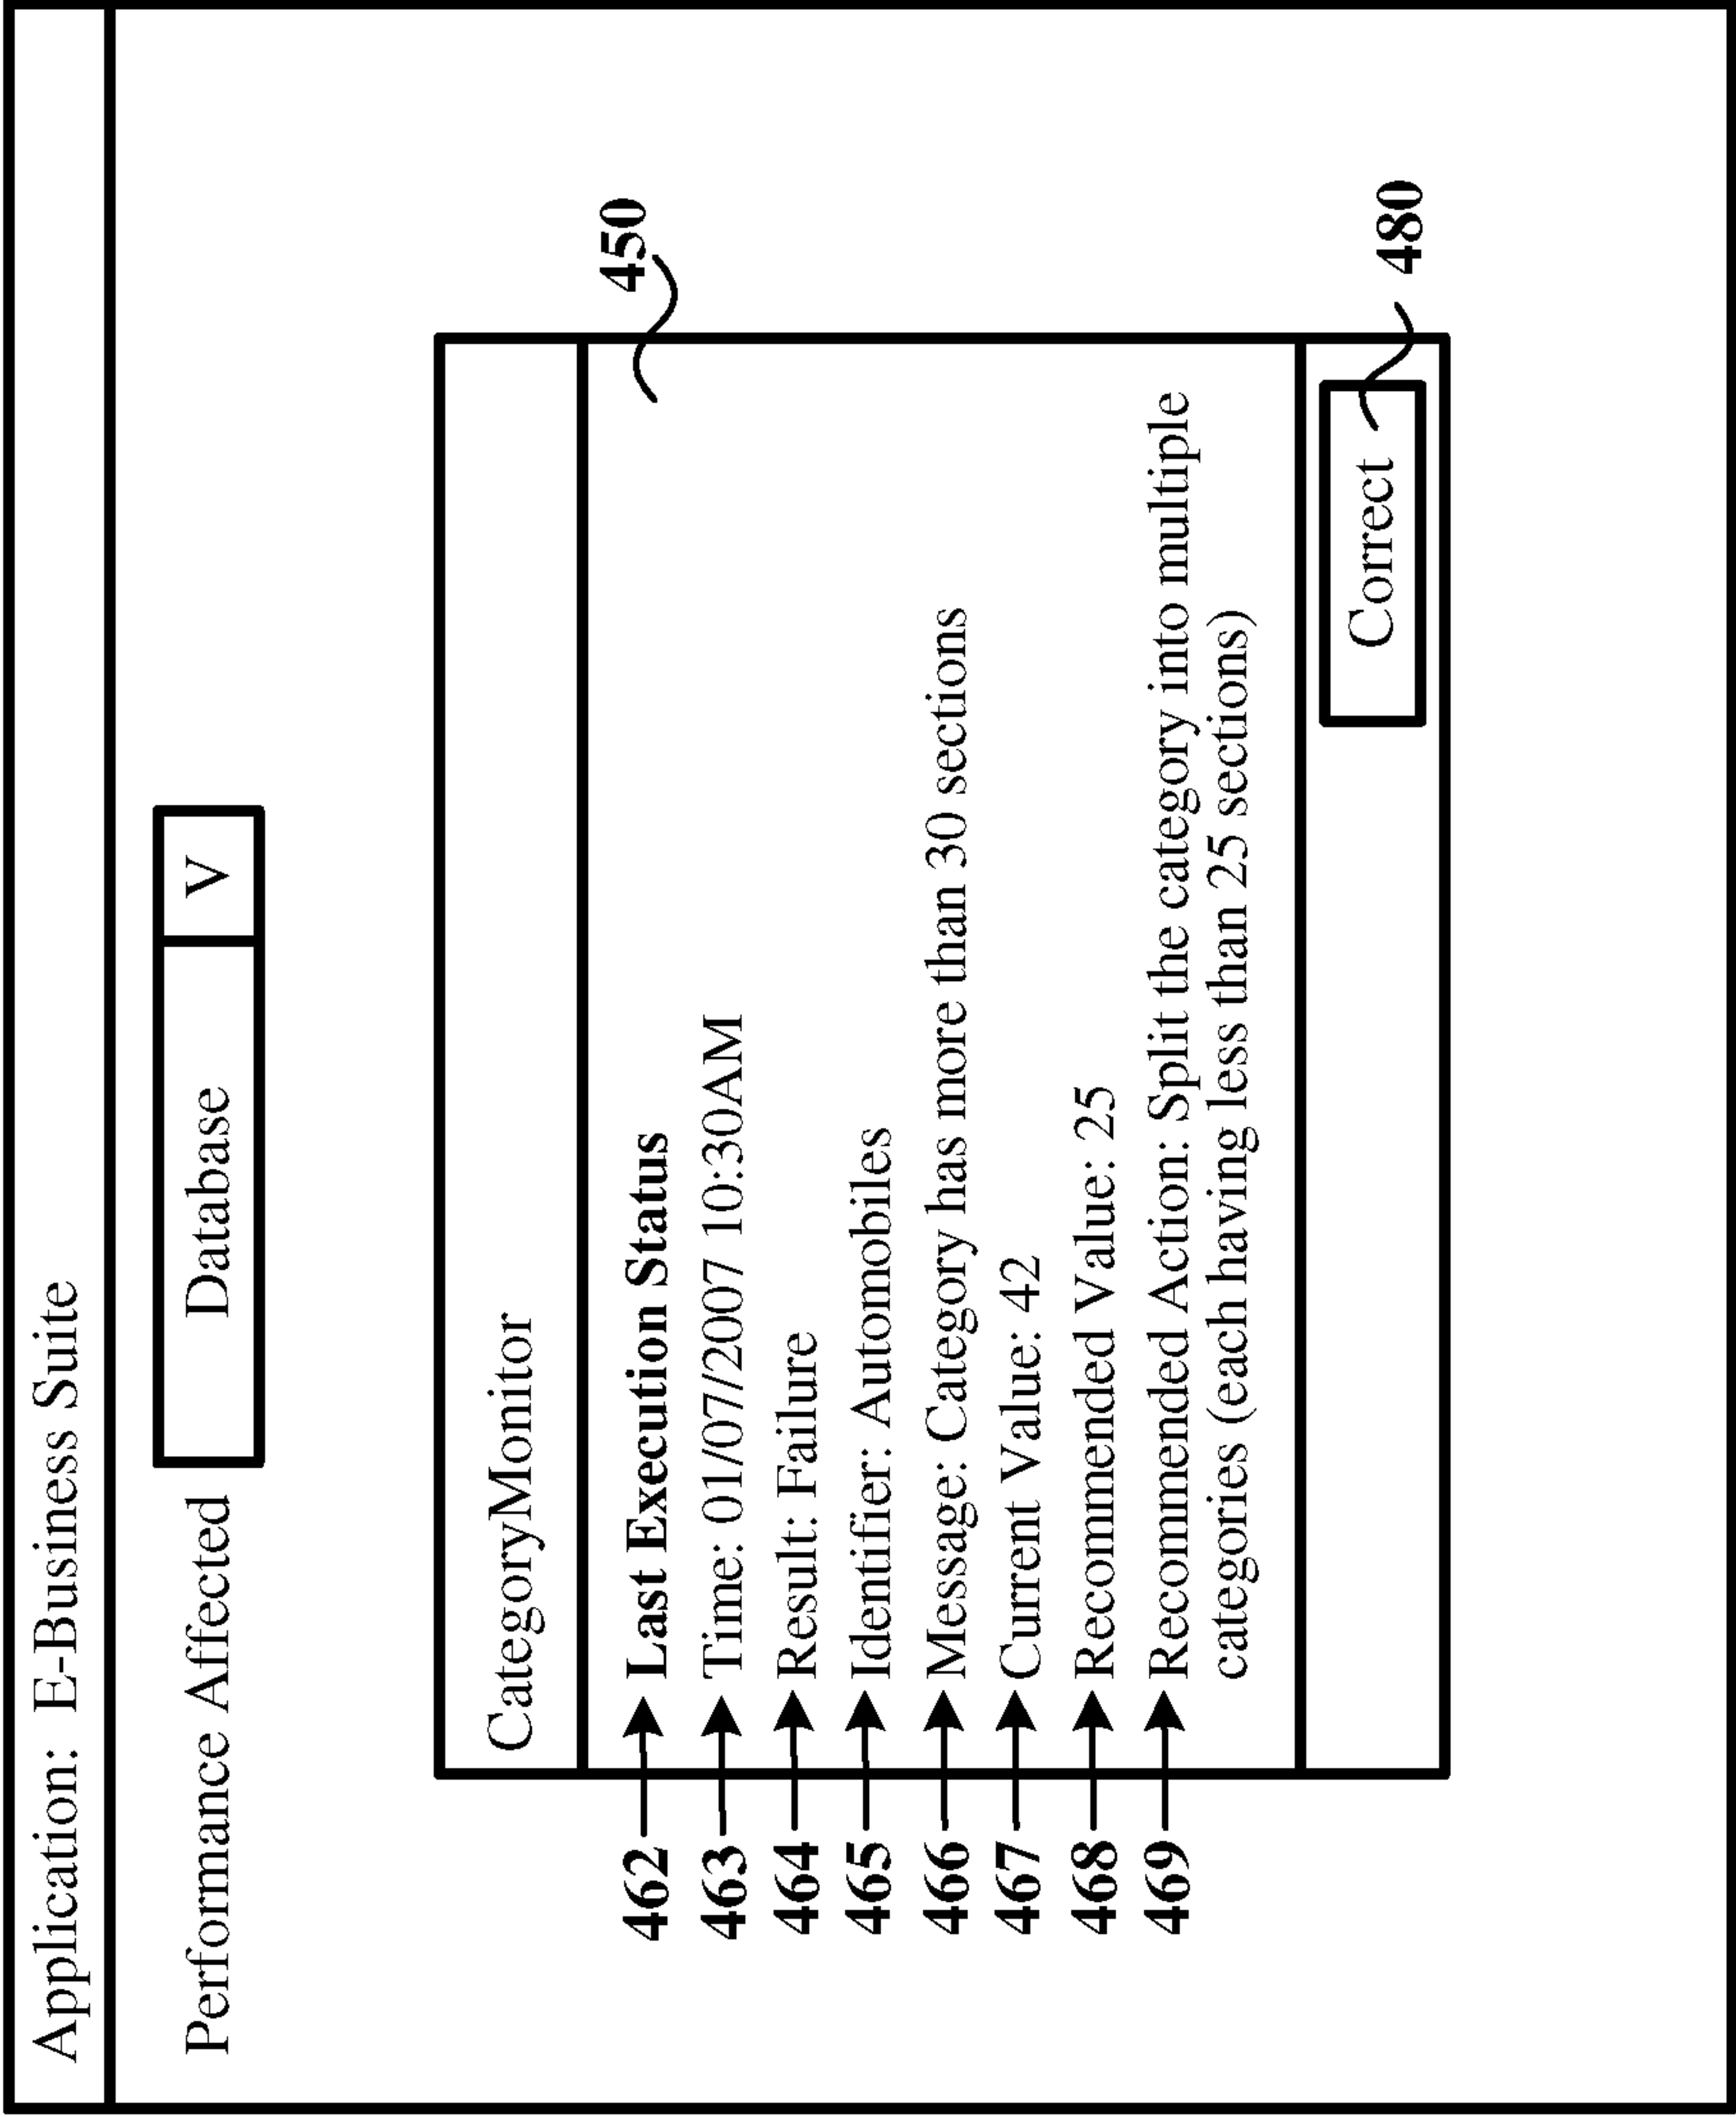 Application: E-Business Suite
Performance Affected Database V
CategoryMonitor
450
462 Last Execution Status
463 Time: 01/07/2007 10:30AM
464 Result: Failure
465 Identifier: Automobiles
466 Message: Category has more than 30 sections
467 Current Value: 42
468 Recommended Value: 25
469 Recommended Action: Split the category into multiple
categories (each having less than 25 sections)
Correct
480